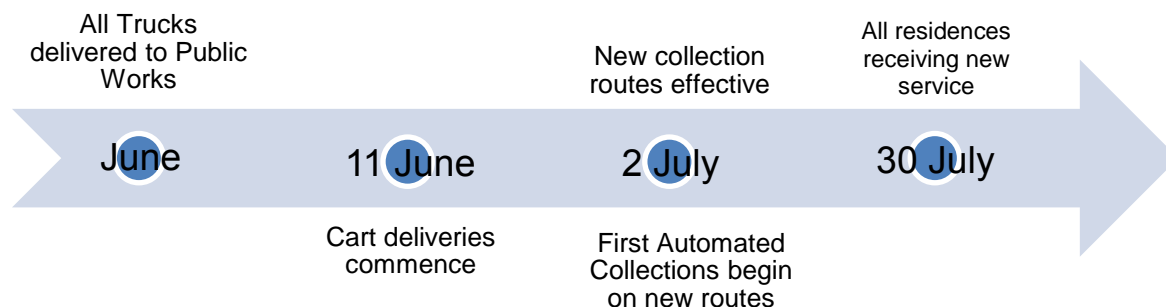 All Trucks
delivered to Public
Works
New collection
routes effective
All residences
receiving new
service
June
11 June
2 July
30 July
Cart deliveries
commence
First Automated
Collections begin
on new routes